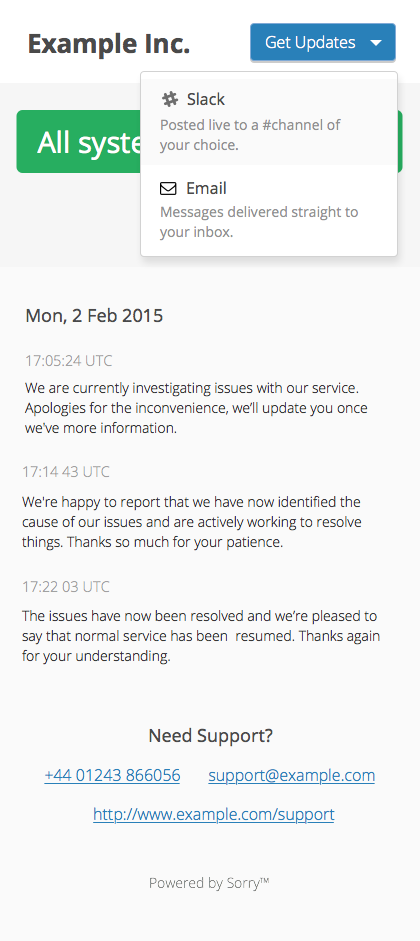 Example Inc.
Get Updates
Slack
Posted live to a #channel of
your choice.
Email
Messages delivered straight to
your inbox.
All
Mon, 2 Feb 2015
17:05:24 UTC
We are currently investigating issues with our service.
Apologies for the inconvenience, we’ll update you once
we've more information.
17:14 43 UTC
We're happy to report that we have now identified the
cause of our issues and are actively working to resolve
things. Thanks so much for your patience.
17:22 03 UTC
The issues have now been resolved and we’re pleased to
say that normal service has been  resumed. Thanks again
for your understanding.
Need Support?
+44 01243 866056
support@example.com
http://www.example.com/support
Powered by Sorry™